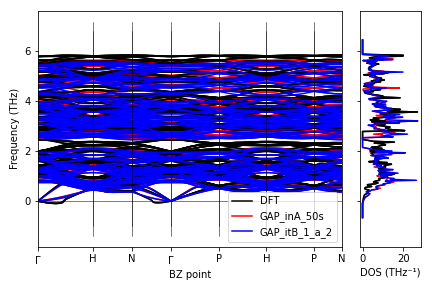 6
4
2
0
Frequency (THz)
Γ H N Γ P H P N
BZ point
DFT
GAP_inA_50s
GAP_itB_1_a_2
0 20
DOS (THz⁻¹)